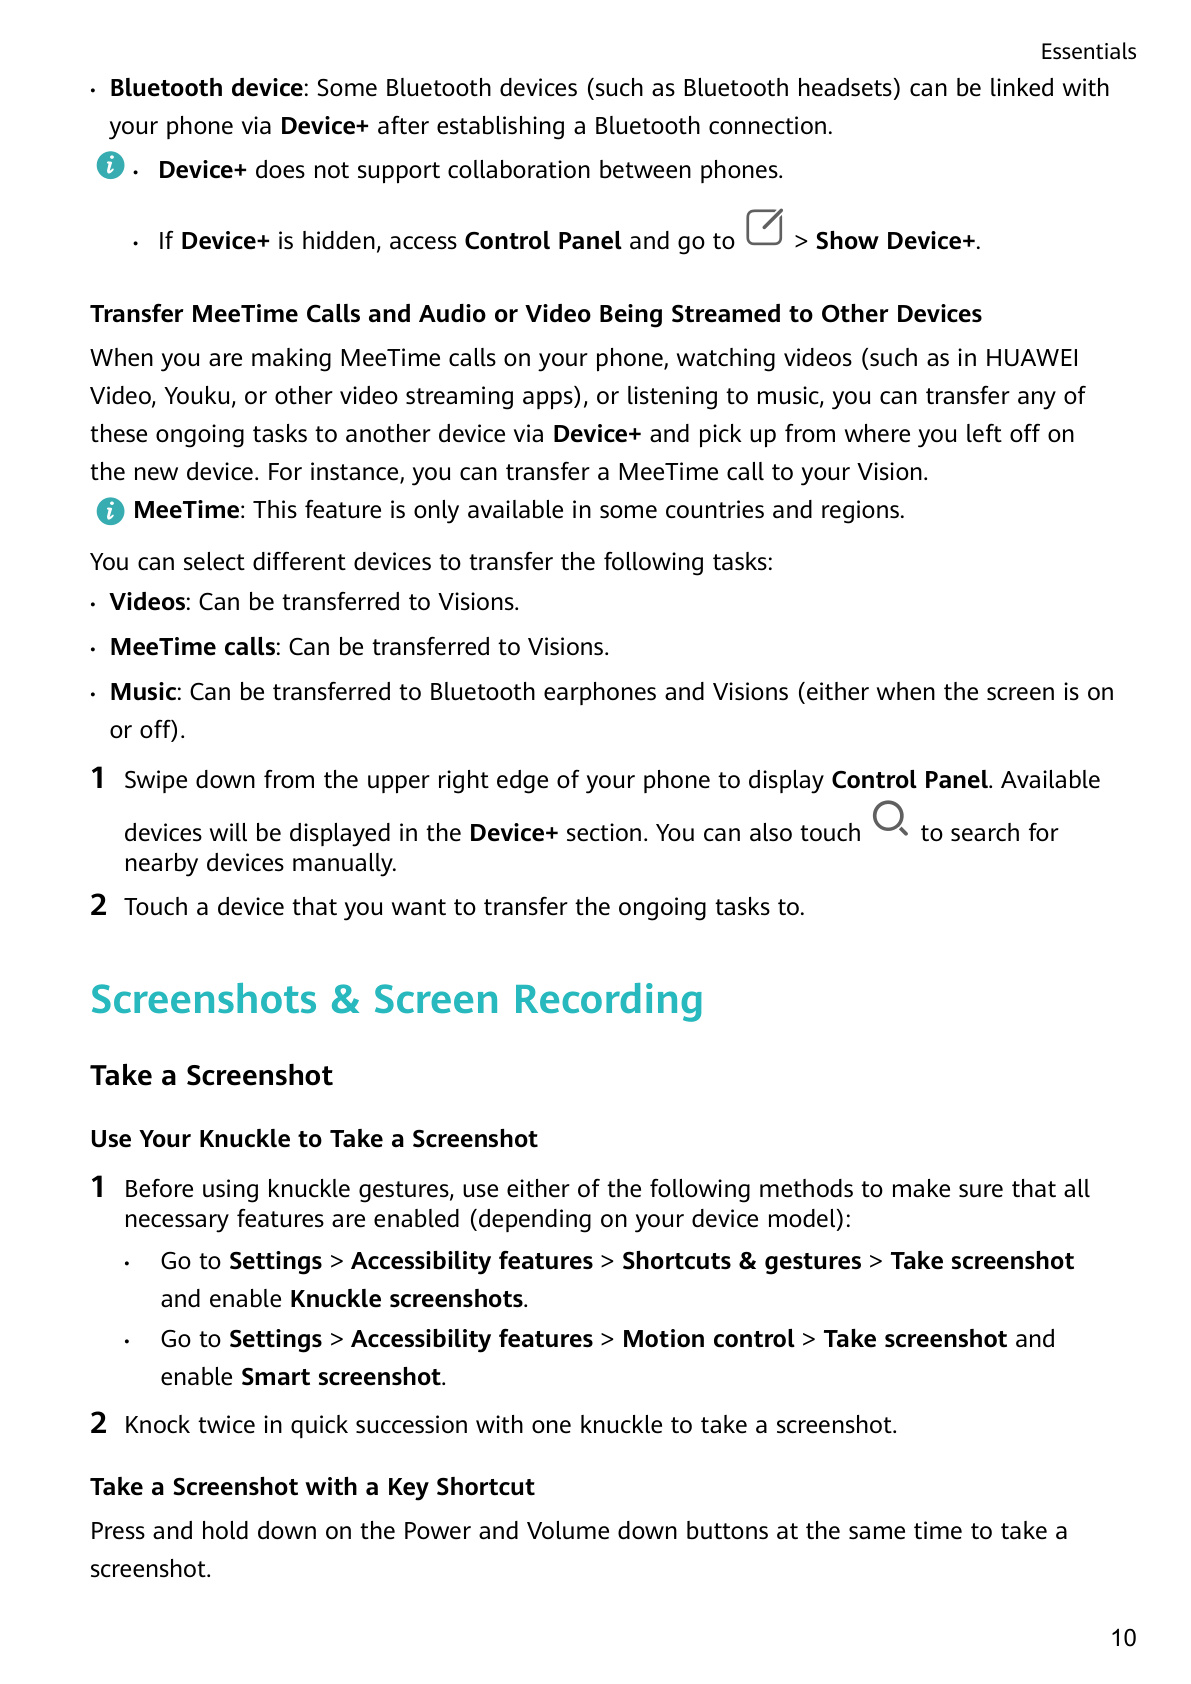 Essentials
• Bluetooth device: Some Bluetooth devices (such as Bluetooth headsets) can be linked with
your phone via Device+ after establishing a Bluetooth connection.
• Device+ does not support collaboration between phones.
• If Device+ is hidden, access Control Panel and go to > Show Device+.
Transfer MeeTime Calls and Audio or Video Being Streamed to Other Devices
When you are making MeeTime calls on your phone, watching videos (such as in HUAWEI
Video, Youku, or other video streaming apps), or listening to music, you can transfer any of
these ongoing tasks to another device via Device+ and pick up from where you left off on
the new device. For instance, you can transfer a MeeTime call to your Vision.
MeeTime: This feature is only available in some countries and regions.
You can select different devices to transfer the following tasks:
• Videos: Can be transferred to Visions.
• MeeTime calls: Can be transferred to Visions.
• Music: Can be transferred to Bluetooth earphones and Visions (either when the screen is on
or off).
1 Swipe down from the upper right edge of your phone to display Control Panel. Available
devices will be displayed in the Device+ section. You can also touch to search for
nearby devices manually.
2 Touch a device that you want to transfer the ongoing tasks to.
Screenshots & Screen Recording
Take a Screenshot
Use Your Knuckle to Take a Screenshot
1 Before using knuckle gestures, use either of the following methods to make sure that all
necessary features are enabled (depending on your device model):
• Go to Settings > Accessibility features > Shortcuts & gestures > Take screenshot
and enable Knuckle screenshots.
• Go to Settings > Accessibility features > Motion control > Take screenshot and
enable Smart screenshot.
2 Knock twice in quick succession with one knuckle to take a screenshot.
Take a Screenshot with a Key Shortcut
Press and hold down on the Power and Volume down buttons at the same time to take a
screenshot.
10